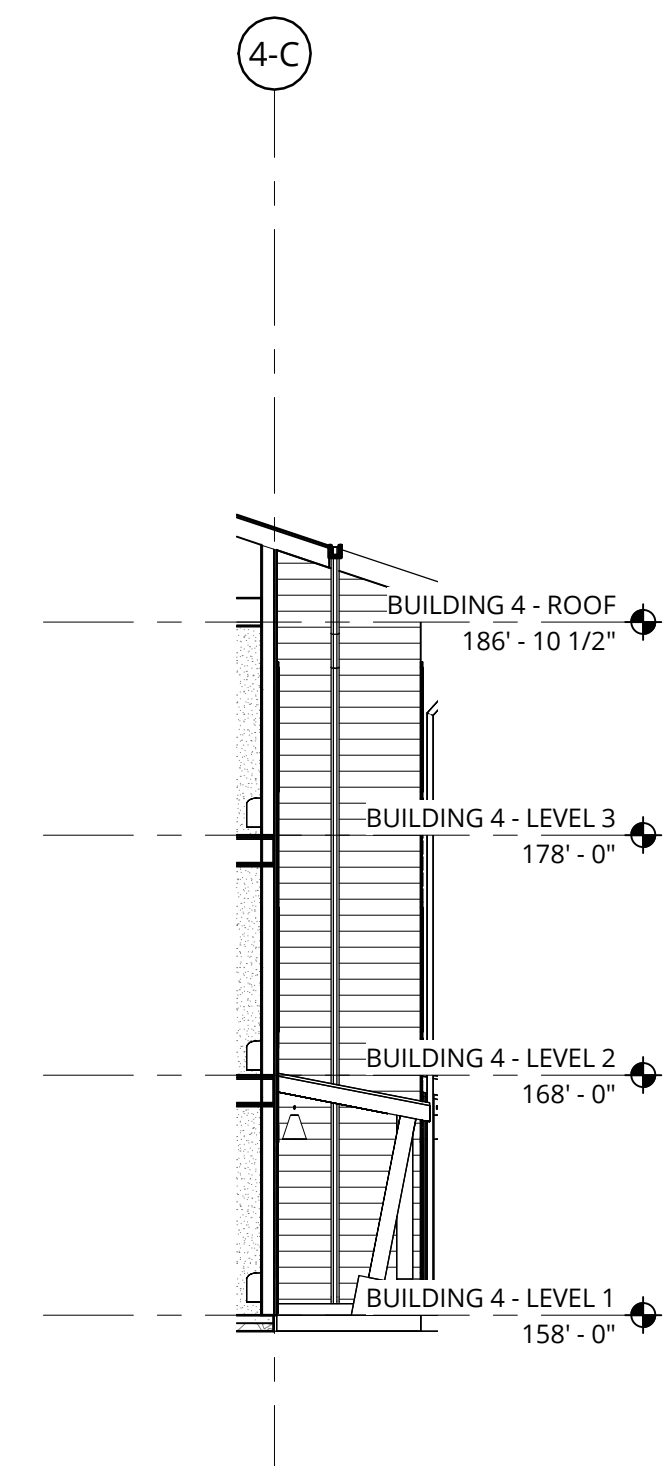 4-C
BUILDING 4 - ROOF
186' - 10 1/2"
BUILDING 4 - LEVEL 3
178' - 0"
BUILDING 4 - LEVEL 2
168' - 0"
BUILDING 4 - LEVEL 1
158' - 0"